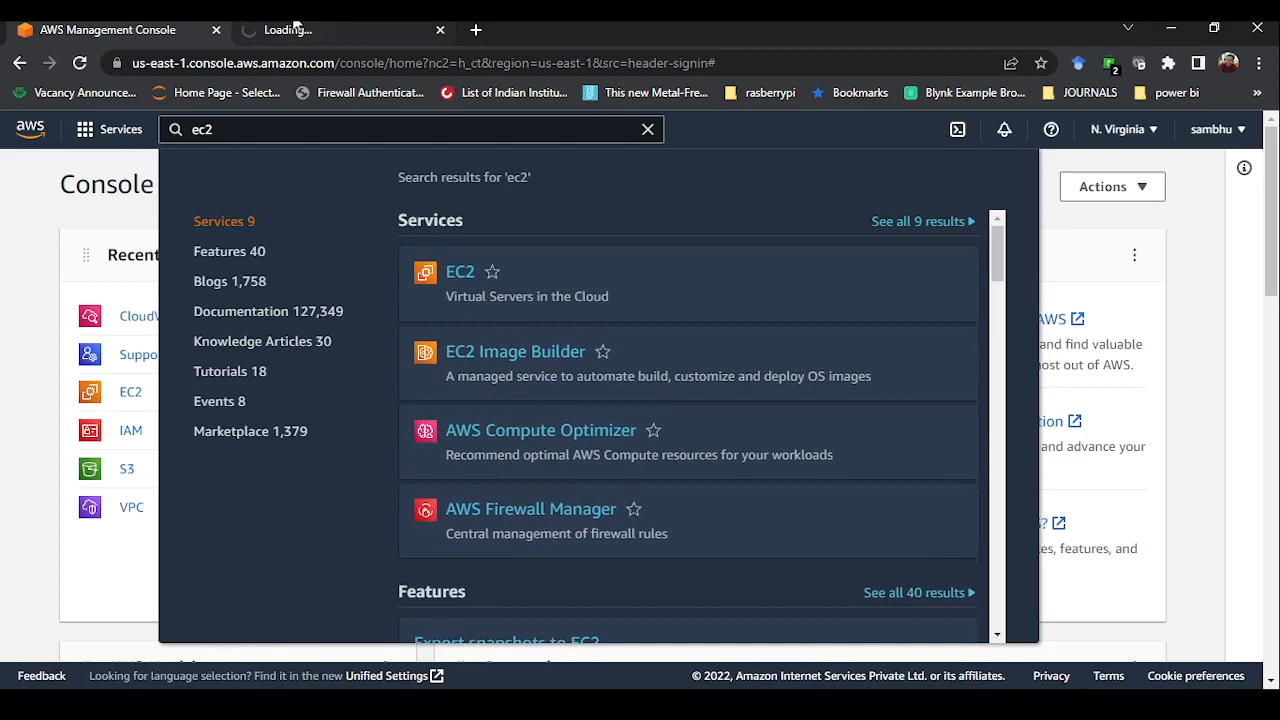 AWS Management Console
Loading...
us-east-1.console.aws.amazon.com/console/home?nc2=h_ct&region=us-east-1&src=header-signin#
2
Vacancy Announce...
Home Page - Select...
Firewall Authenticat...
List of Indian Institu...
This new Metal-Fre...
rasberrypi
Bookmarks
Blynk Example Bro...
JOURNALS
power bi
»
aws
Services
ec2
N. Virginia
sambhu
Console
Actions
Search results for 'ec2'
Services 9
Features 40
Blogs 1,758
Documentation 127,349
Knowledge Articles 30
Tutorials 18
Events 8
Marketplace 1,379
Services
See all 9 results
EC2
Virtual Servers in the Cloud
EC2 Image Builder
A managed service to automate build, customize and deploy OS images
AWS Compute Optimizer
Recommend optimal AWS Compute resources for your workloads
AWS Firewall Manager
Central management of firewall rules
Features
See all 40 results
Export snapshots to EC2
Recent
CloudW
Suppo
EC2
IAM
S3
VPC
AWS
and find valuable
ost out of AWS.
tion
and advance your
s?
es, features, and
Feedback
Looking for language selection? Find it in the new Unified Settings
© 2022, Amazon Internet Services Private Ltd. or its affiliates.
Privacy
Terms
Cookie preferences